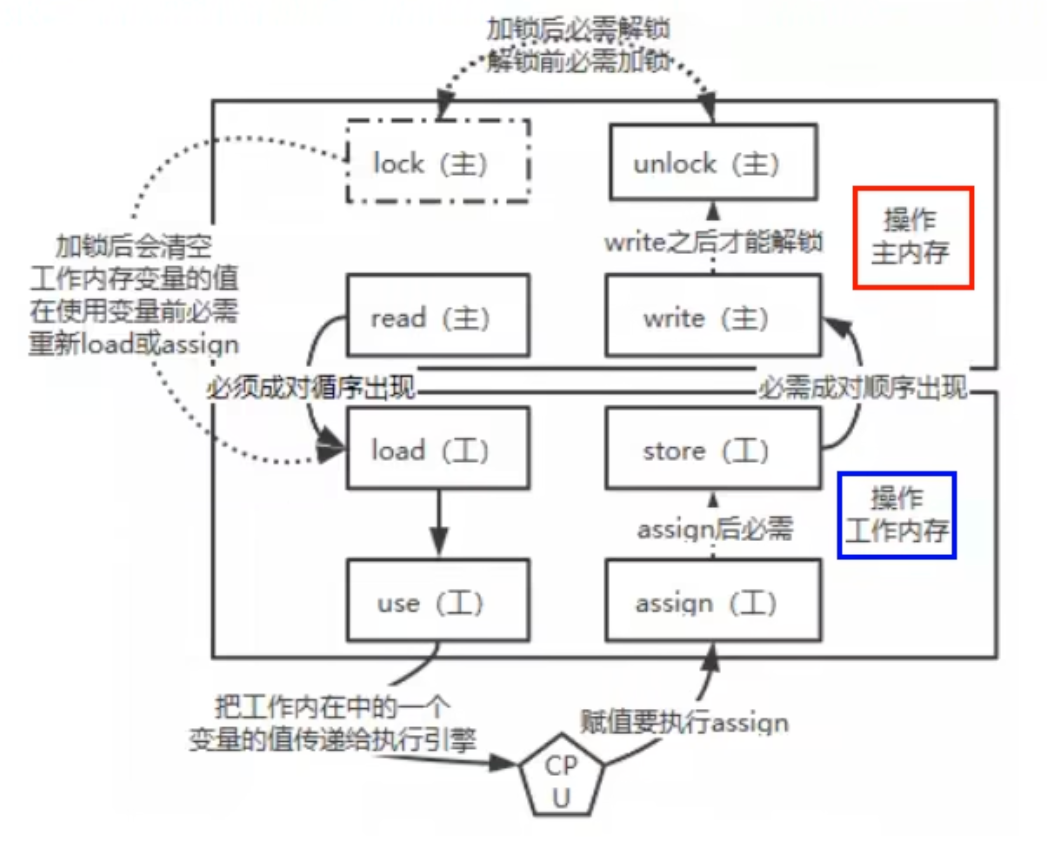 加锁后必需解锁
解锁前必需加锁
lock（主）
unlock（主）
操作
主内存
write之后才能解锁
加锁后会清空
工作内存变量的值
在使用变量前必需
重新load或assign
read（主）
write（主）
必须成对循序出现
必需成对顺序出现
load（工）
store（工）
操作
工作内存
assign后必需
use（工）
assign（工）
把工作内在中的一个
变量的值传递给执行引擎
赋值要执行assign
CP
U